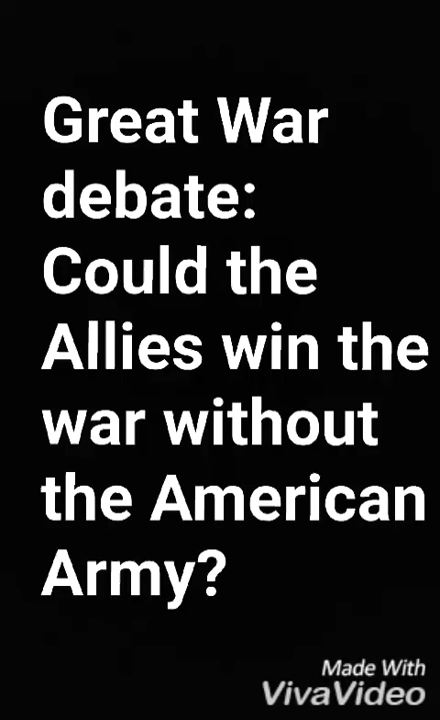 Great War
debate:
Could the
Allies win the
war without
the American
Army?
Made With
VivaVideo